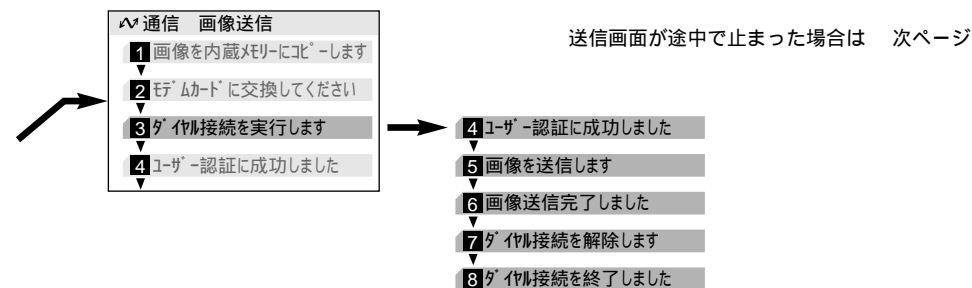 通信 画像送信
1 画像を内蔵ﾒﾓﾘｰにｺﾋﾟｰします
2 ﾓﾃﾞﾑｶｰﾄﾞに交換してください
3 ﾀﾞｲﾔﾙ接続を実行します
4 ﾕｰｻﾞｰ認証に成功しました
送信画面が途中で止まった場合は 次ページ
4 ﾕｰｻﾞｰ認証に成功しました
5 画像を送信します
6 画像送信完了しました
7 ﾀﾞｲﾔﾙ接続を解除します
8 ﾀﾞｲﾔﾙ接続を終了しました